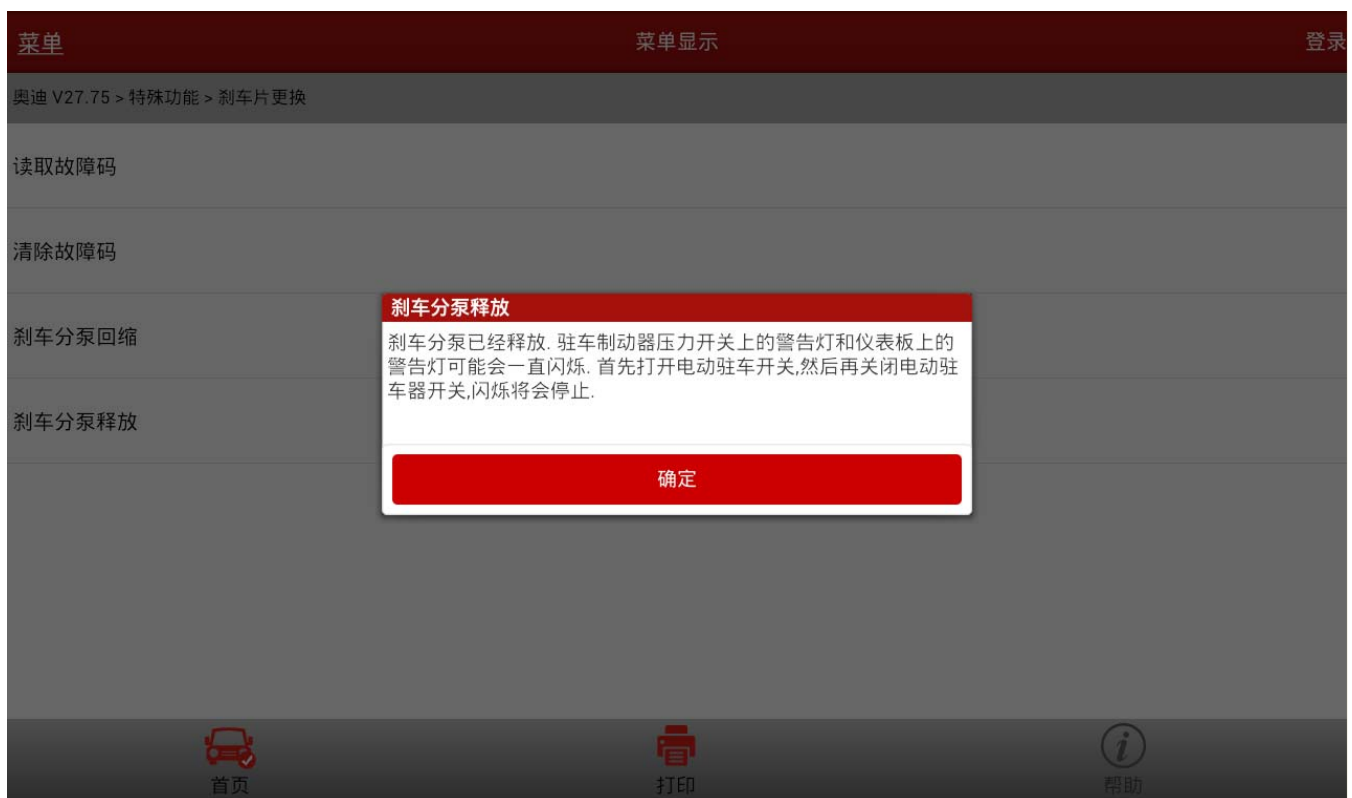 菜单
菜单显示
登录
奥迪 V27.75 > 特殊功能 > 刹车片更换
读取故障码
清除故障码
刹车分泵回缩
刹车分泵释放
刹车分泵释放
刹车分泵已经释放. 驻车制动器压力开关上的警告灯和仪表板上的
警告灯可能会一直闪烁. 首先打开电动驻车开关,然后再关闭电动驻
车器开关,闪烁将会停止.
确定
首页
打印
帮助